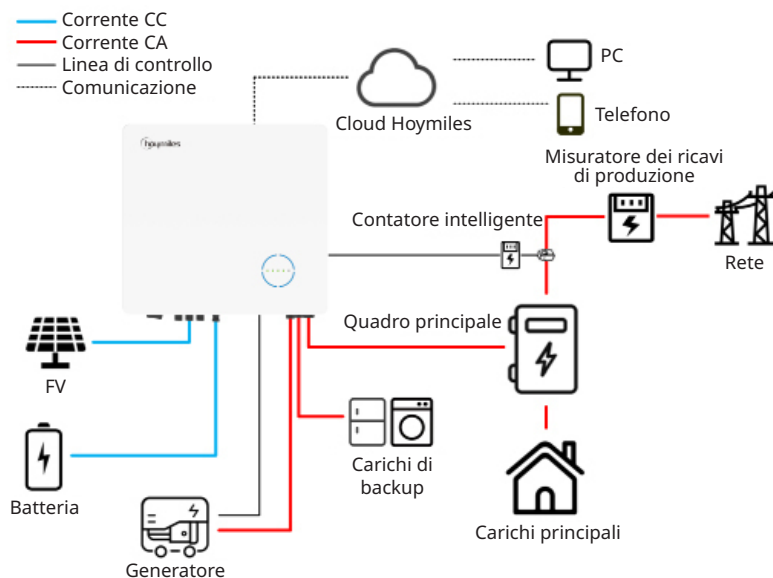 Corrente CC
Corrente CA
Linea di controllo
Comunicazione
PC
Cloud Hoymiles
Telefono
hoymiles
Misuratore dei ricavi
di produzione
Contatore intelligente
Rete
Quadro principale
FV
Batteria
Carichi di
backup
Carichi principali
Generatore